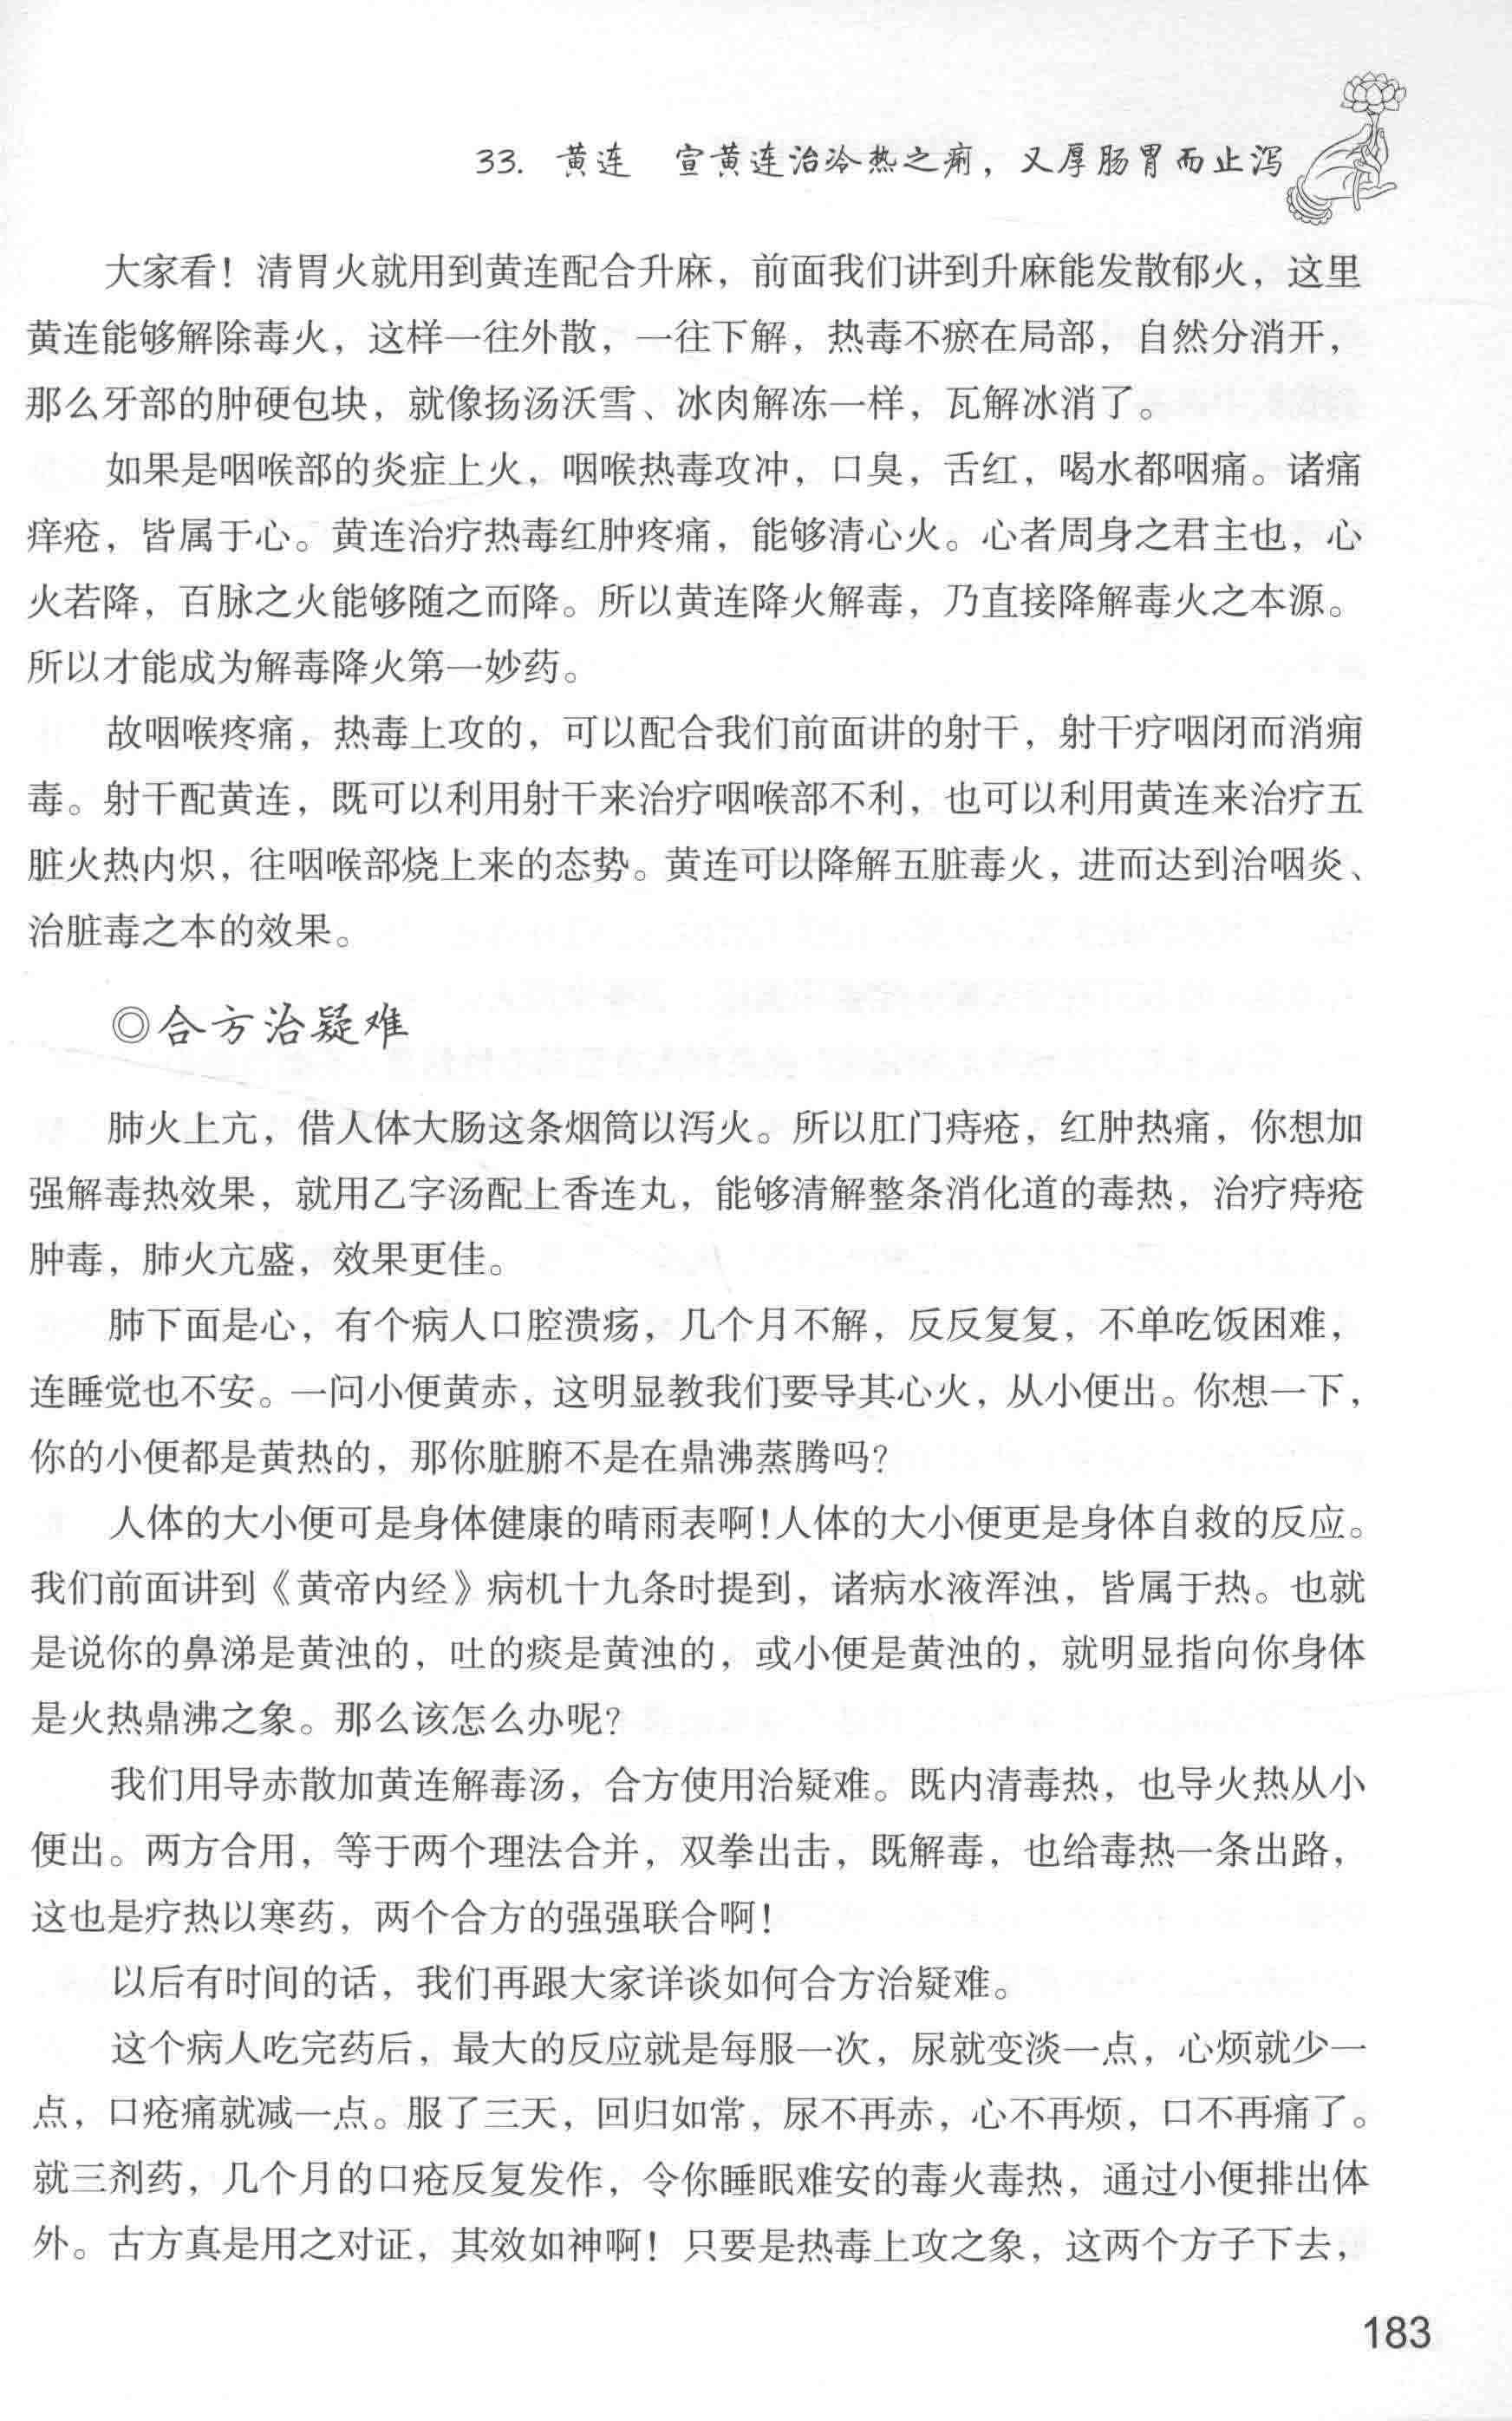 33. 黄连　宣黄连治冷热之痢，又厚肠胃而止泻
大家看！清胃火就用到黄连配合升麻，前面我们讲到升麻能发散郁火，这里
黄连能够解除毒火，这样一往外散，一往下解，热毒不瘀在局部，自然分消开，
那么牙部的肿硬包块，就像扬汤沃雪、冰肉解冻一样，瓦解冰消了。
如果是咽喉部的炎症上火，咽喉热毒攻冲，口臭，舌红，喝水都咽痛。诸痛
痒疮，皆属于心。黄连治疗热毒红肿疼痛，能够清心火。心者周身之君主也，心
火若降，百脉之火能够随之而降。所以黄连降火解毒，乃直接降解毒火之本源。
所以才能成为解毒降火第一妙药。
故咽喉疼痛，热毒上攻的，可以配合我们前面讲的射干，射干疗咽闭而消痈
毒。射干配黄连，既可以利用射干来治疗咽喉部不利，也可以利用黄连来治疗五
脏火热内炽，往咽喉部烧上来的态势。黄连可以降解五脏毒火，进而达到治咽炎、
治脏毒之本的效果。
◎合方治疑难
肺火上亢，借人体大肠这条烟筒以泻火。所以肛门痔疮，红肿热痛，你想加
强解毒热效果，就用乙字汤配上香连丸，能够清解整条消化道的毒热，治疗痔疮
肿毒，肺火亢盛，效果更佳。
肺下面是心，有个病人口腔溃疡，几个月不解，反反复复，不单吃饭困难，
连睡觉也不安。一问小便黄赤，这明显教我们要导其心火，从小便出。你想一下，
你的小便都是黄热的，那你脏腑不是在鼎沸蒸腾吗？
人体的大小便可是身体健康的晴雨表啊！人体的大小便更是身体自救的反应。
我们前面讲到《黄帝内经》病机十九条时提到，诸病水液浑浊，皆属于热。也就
是说你的鼻涕是黄浊的，吐的痰是黄浊的，或小便是黄浊的，就明显指向你身体
是火热鼎沸之象。那么该怎么办呢？
我们用导赤散加黄连解毒汤，合方使用治疑难。既内清毒热，也导火热从小
便出。两方合用，等于两个理法合并，双拳出击，既解毒，也给毒热一条出路，
这也是疗热以寒药，两个合方的强强联合啊！
以后有时间的话，我们再跟大家详谈如何合方治疑难。
这个病人吃完药后，最大的反应就是每服一次，尿就变淡一点，心烦就少一
点，口疮痛就减一点。服了三天，回归如常，尿不再赤，心不再烦，口不再痛了。
就三剂药，几个月的口疮反复发作，令你睡眠难安的毒火毒热，通过小便排出体
外。古方真是用之对证，其效如神啊！只要是热毒上攻之象，这两个方子下去，
183